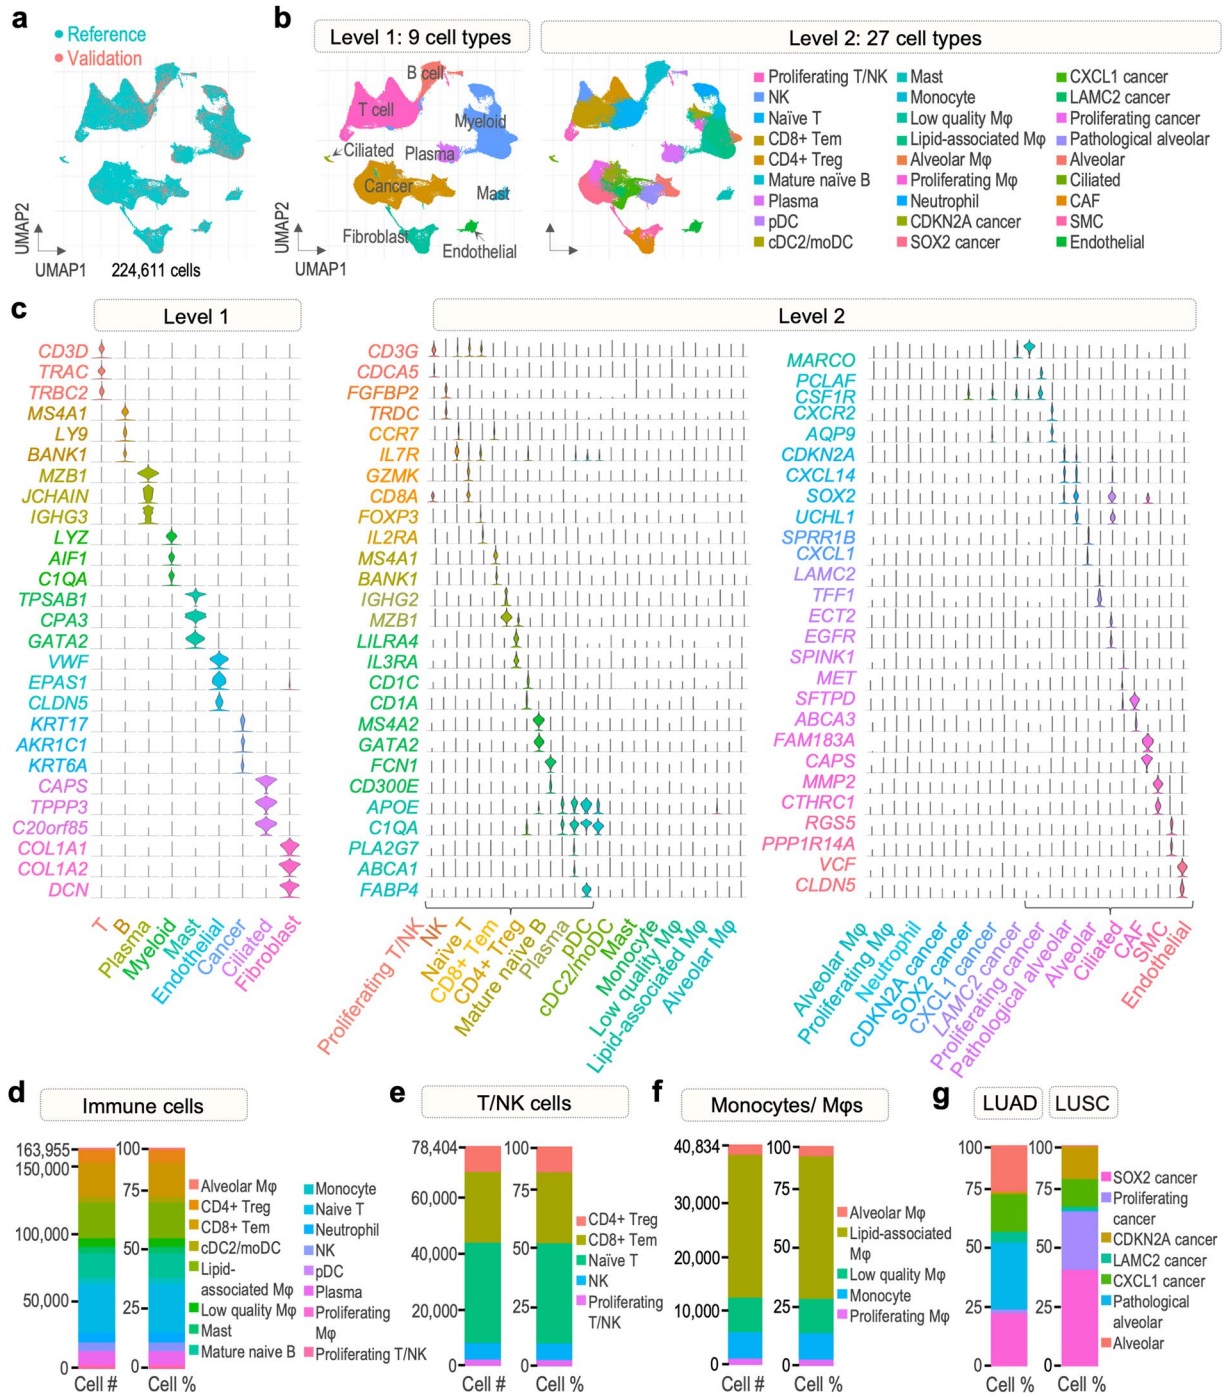 a
Reference
Validation
UMAP2
UMAP1
224,611 cells
b
Level 1: 9 cell types
B cell
T cell
Myeloid
Ciliated
Plasma
Cancer
Mast
Fibroblast
Endothelial
UMAP2
UMAP1
Level 2: 27 cell types
Proliferating T/NK
NK
Naïve T
CD8+ Tem
CD4+ Treg
Mature naïve B
Plasma
pDC
cDC2/moDC
Mast
Monocyte
Low quality Mφ
Lipid-associated Mφ
Alveolar Mφ
Proliferating Mφ
Neutrophil
CDKN2A cancer
SOX2 cancer
CXCL1 cancer
LAMC2 cancer
Proliferating cancer
Pathological alveolar
Alveolar
Ciliated
CAF
SMC
Endothelial
c
Level 1
CD3D
TRAC
TRBC2
MS4A1
LY9
BANK1
MZB1
JCHAIN
IGHG3
LYZ
AIF1
C1QA
TPSAB1
CPA3
GATA2
VWF
EPAS1
CLDN5
KRT17
AKR1C1
KRT6A
CAPS
TPPP3
C20orf85
COL1A1
COL1A2
DCN
T
B
Plasma
Myeloid
Mast
Endothelial
Cancer
Ciliated
Fibroblast
Level 2
CD3G
CDCA5
FGFBP2
TRDC
CCR7
IL7R
GZMK
CD8A
FOXP3
IL2RA
MS4A1
BANK1
IGHG2
MZB1
LILRA4
IL3RA
CD1C
CD1A
MS4A2
GATA2
FCN1
CD300E
APOE
C1QA
PLA2G7
ABCA1
FABP4
Proliferating T/NK
NK
Naïve T
CD8+ Tem
CD4+ Treg
Mature naïve B
Plasma
pDC
cDC2/moDC
Mast
Monocyte
Low quality Mφ
Lipid-associated Mφ
Alveolar Mφ
MARCO
PCLAF
CSF1R
CXCR2
AQP9
CDKN2A
CXCL14
SOX2
UCHL1
SPRR1B
CXCL1
LAMC2
TFF1
ECT2
EGFR
SPINK1
MET
SFTPD
ABCA3
FAM183A
CAPS
MMP2
CTHRC1
RGS5
PPP1R14A
VCF
CLDN5
Alveolar Mφ
Proliferating Mφ
Neutrophil
CDKN2A cancer
SOX2 cancer
CXCL1 cancer
LAMC2 cancer
Proliferating cancer
Pathological alveolar
Alveolar
Ciliated
CAF
SMC
Endothelial
d
Immune cells
163,955
150,000
100,000
50,000
0
Cell #
100
75
50
25
0
Cell %
Alveolar Mφ
CD4+ Treg
CD8+ Tem
cDC2/moDC
Lipid-
associated Mφ
Low quality Mφ
Mast
Mature naive B
Monocyte
Naive T
Neutrophil
NK
pDC
Plasma
Proliferating
Mφ
Proliferating T/NK
e
T/NK cells
78,404
60,000
40,000
20,000
0
Cell #
100
75
50
25
0
Cell %
CD4+ Treg
CD8+ Tem
Naïve T
NK
Proliferating
T/NK
f
Monocytes/ Mφs
40,834
30,000
20,000
10,000
0
Cell #
100
75
50
25
0
Cell %
Alveolar Mφ
Lipid-associated
Mφ
Low quality Mφ
Monocyte
Proliferating Mφ
g
LUAD
LUSC
100
75
50
25
0
Cell %
100
75
50
25
0
Cell %
SOX2 cancer
Proliferating
cancer
CDKN2A cancer
LAMC2 cancer
CXCL1 cancer
Pathological
alveolar
Alveolar